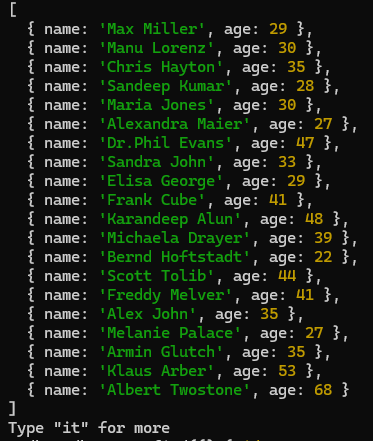 [
  { name: 'Max Miller', age: 29 },
  { name: 'Manu Lorenz', age: 30 },
  { name: 'Chris Hayton', age: 35 },
  { name: 'Sandeep Kumar', age: 28 },
  { name: 'Maria Jones', age: 30 },
  { name: 'Alexandra Maier', age: 27 },
  { name: 'Dr.Phil Evans', age: 47 },
  { name: 'Sandra John', age: 33 },
  { name: 'Elisa George', age: 29 },
  { name: 'Frank Cube', age: 41 },
  { name: 'Karandeep Alun', age: 48 },
  { name: 'Michaela Drayer', age: 39 },
  { name: 'Bernd Hoftstadt', age: 22 },
  { name: 'Scott Tolib', age: 44 },
  { name: 'Freddy Melver', age: 41 },
  { name: 'Alex John', age: 35 },
  { name: 'Melanie Palace', age: 27 },
  { name: 'Armin Glutch', age: 35 },
  { name: 'Klaus Arber', age: 53 },
  { name: 'Albert Twostone', age: 68 }
]
Type "it" for more